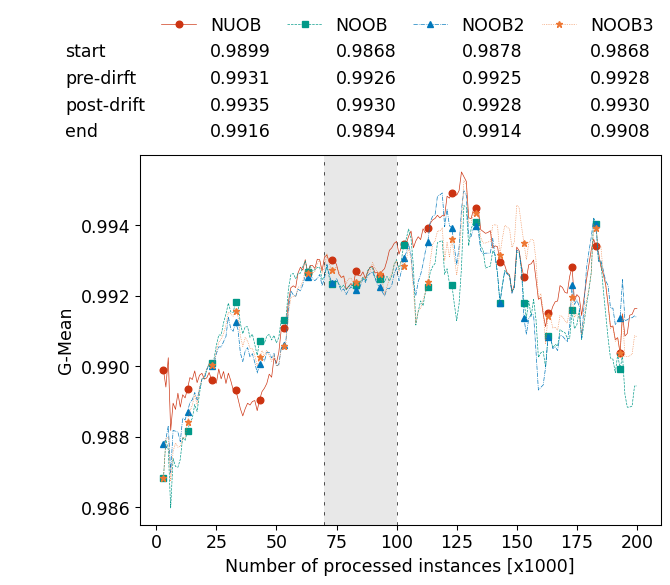 NUOB NOOB NOOB2 NOOB3
start 0.9899 0.9868 0.9878 0.9868
pre-dirft 0.9931 0.9926 0.9925 0.9928
post-drift 0.9935 0.9930 0.9928 0.9930
end 0.9916 0.9894 0.9914 0.9908
0.994
0.992
0.990
0.988
0.986
G-Mean
0 25 50 75 100 125 150 175 200
Number of processed instances [x1000]